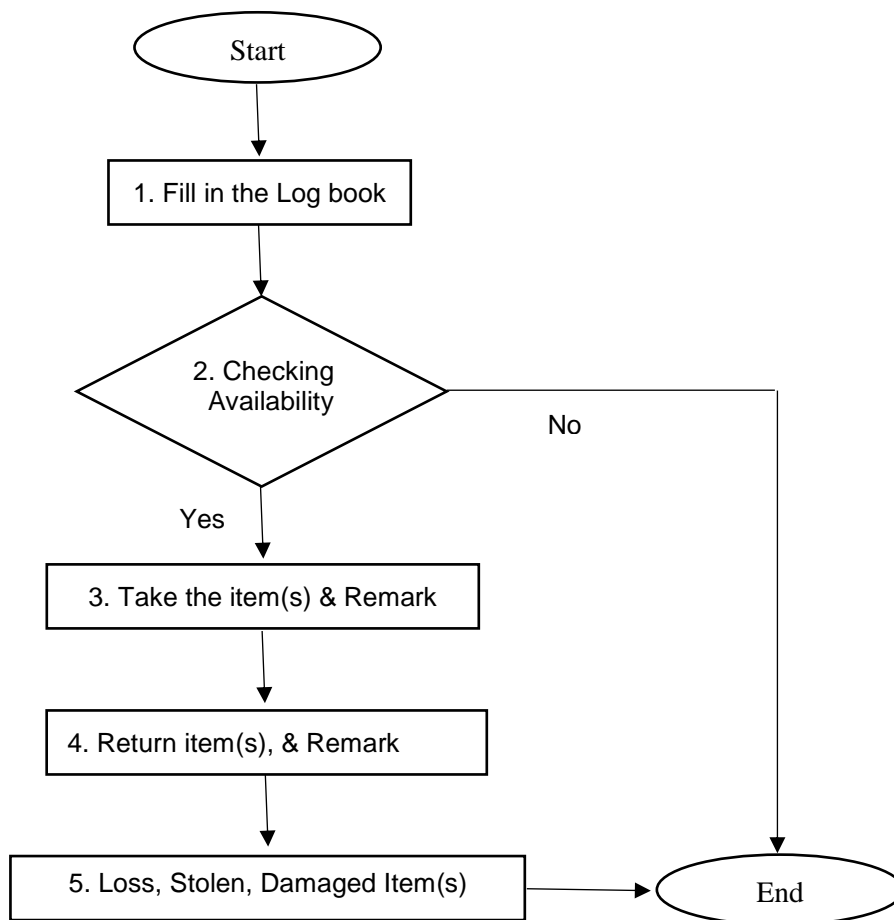 Start
1. Fill in the Log book
2. Checking
Availability
No
Yes
3. Take the item(s) & Remark
4. Return item(s), & Remark
5. Loss, Stolen, Damaged Item(s)
End